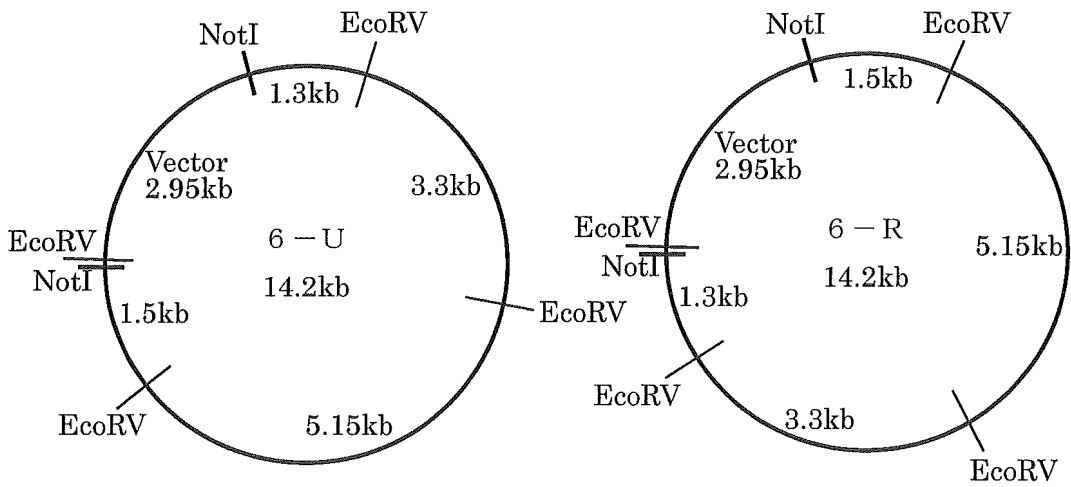 NotI
EcoRV
1.3kb
Vector
2.95kb
3.3kb
EcoRV
NotI
6－U
14.2kb
1.5kb
EcoRV
EcoRV
5.15kb
NotI
EcoRV
1.5kb
Vector
2.95kb
EcoRV
NotI
6－R
14.2kb
5.15kb
1.3kb
EcoRV
3.3kb
EcoRV